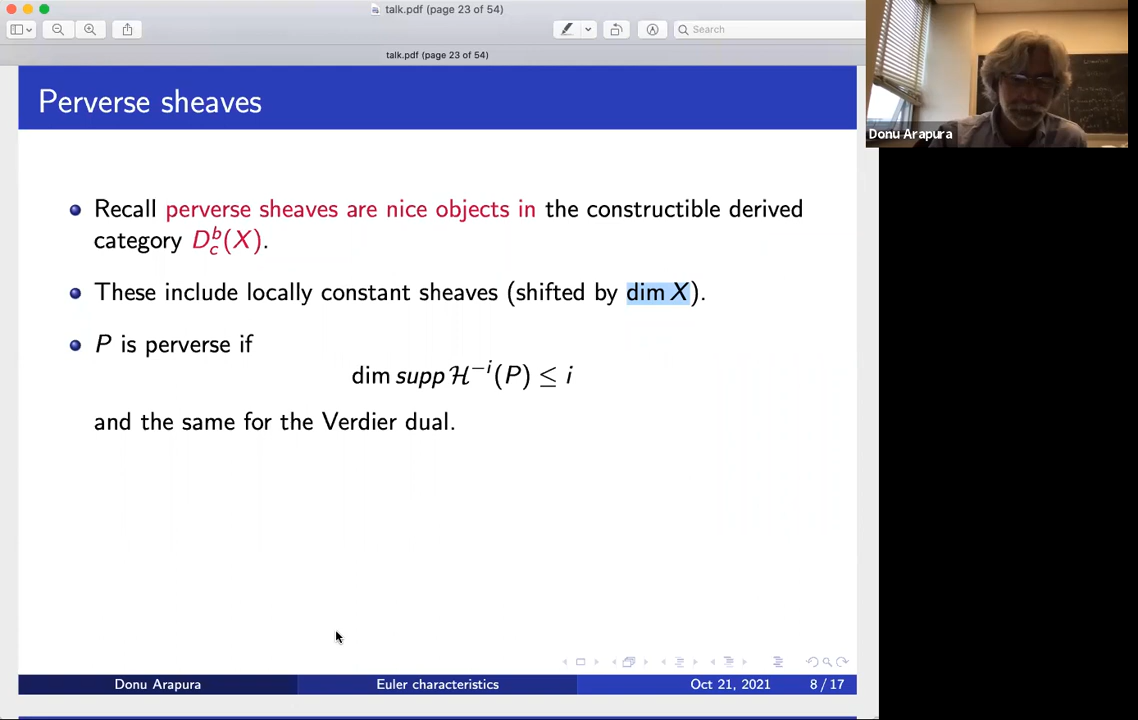 talk.pdf (page 23 of 54)
Search
talk.pdf (page 23 of 54)
Perverse sheaves
Donu Arapura
Recall perverse sheaves are nice objects in the constructible derived
category D^b_c(X).
These include locally constant sheaves (shifted by dim X).
P is perverse if
dim supp ℋ^{-i}(P) ≤ i
and the same for the Verdier dual.
Donu Arapura Euler characteristics Oct 21, 2021 8 / 17